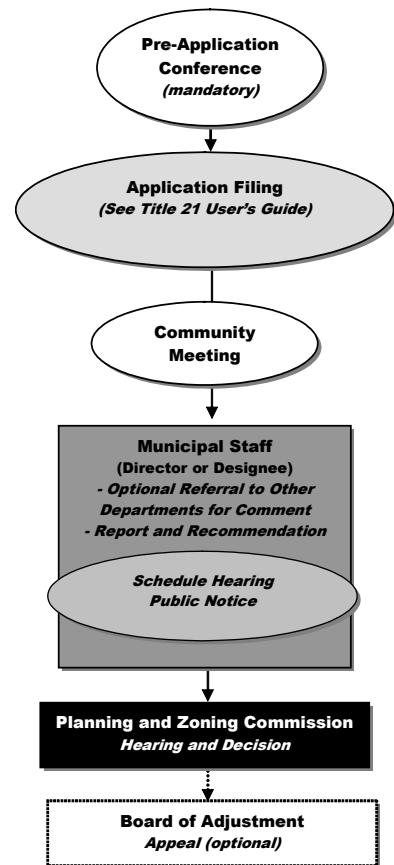 Pre-Application
Conference
(mandatory)
Application Filing
(See Title 21 User's Guide)
Community
Meeting
Municipal Staff
(Director or Designee)
- Optional Referral to Other
Departments for Comment
- Report and Recommendation
Schedule Hearing
Public Notice
Planning and Zoning Commission
Hearing and Decision
Board of Adjustment
Appeal (optional)